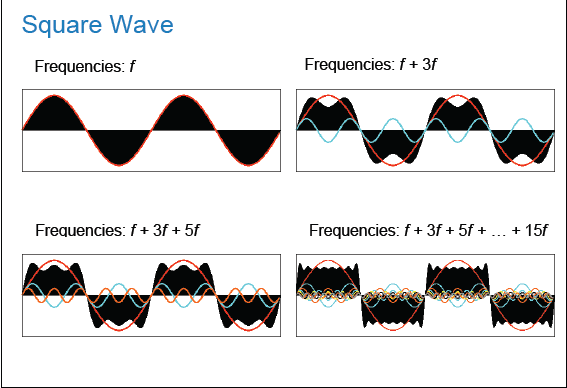 Square Wave
Frequencies: f
Frequencies: f + 3f
Frequencies: f + 3f + 5f
Frequencies: f + 3f + 5f + … + 15f